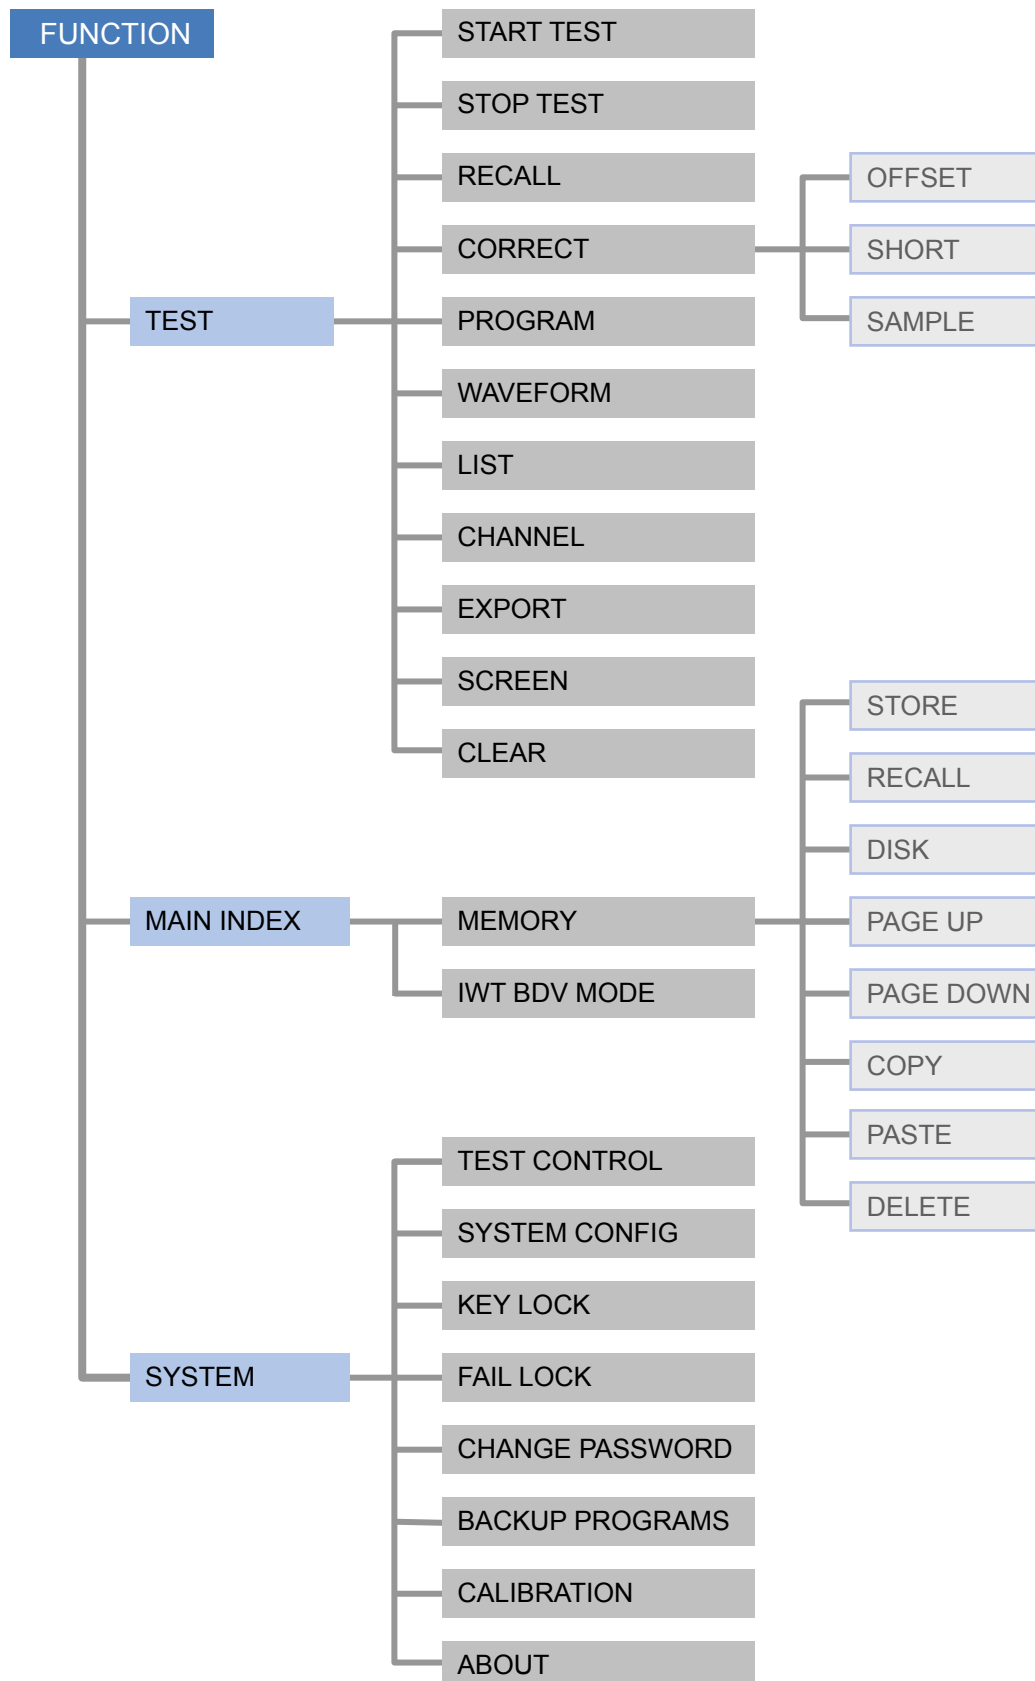 FUNCTION
TEST
START TEST
STOP TEST
RECALL
CORRECT
OFFSET
SHORT
SAMPLE
PROGRAM
WAVEFORM
LIST
CHANNEL
EXPORT
SCREEN
CLEAR
MAIN INDEX
MEMORY
STORE
RECALL
DISK
PAGE UP
PAGE DOWN
COPY
PASTE
DELETE
IWT BDV MODE
SYSTEM
TEST CONTROL
SYSTEM CONFIG
KEY LOCK
FAIL LOCK
CHANGE PASSWORD
BACKUP PROGRAMS
CALIBRATION
ABOUT